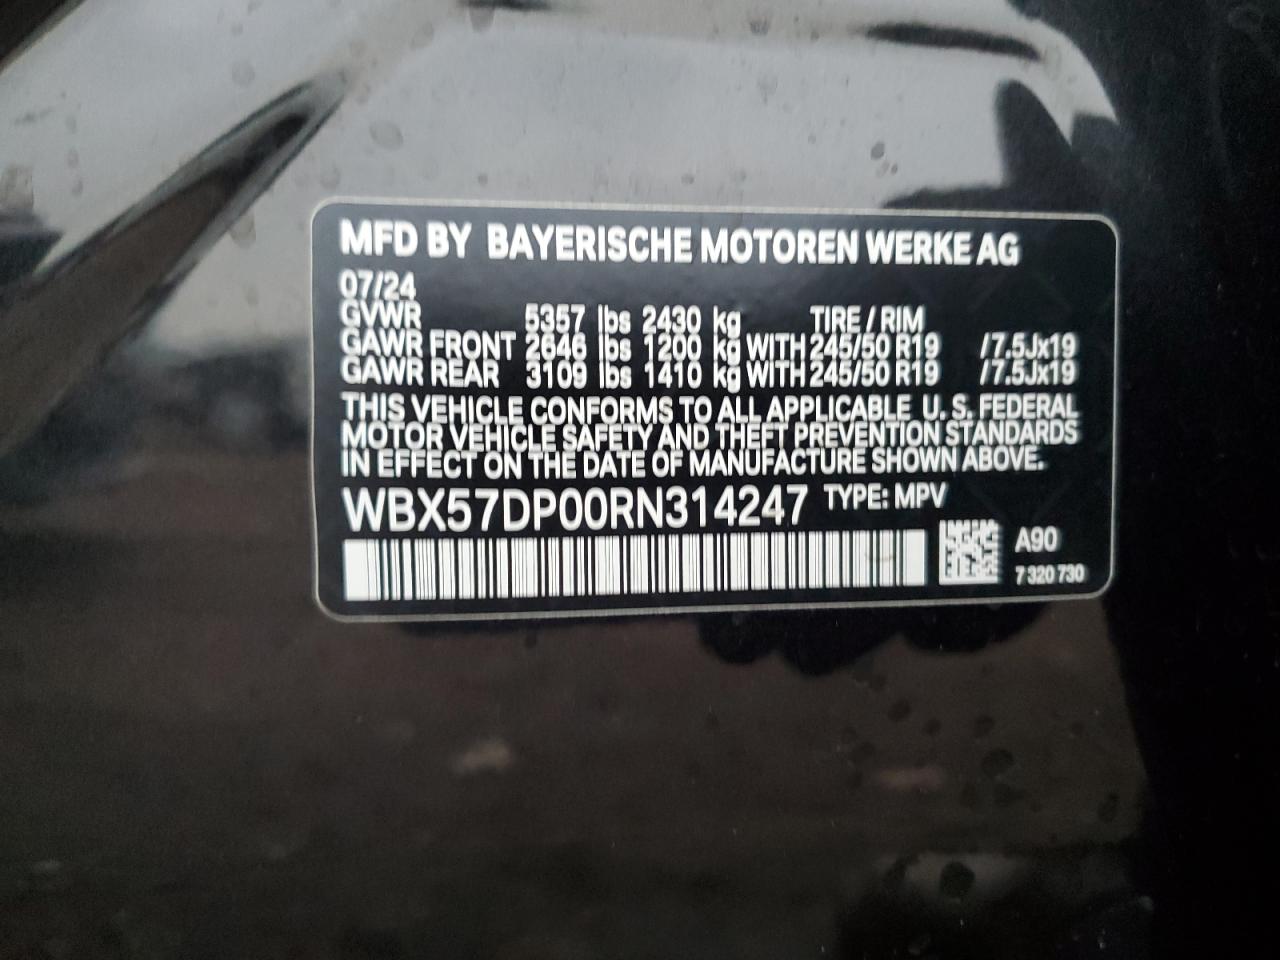 MFD BY BAYERISCHE MOTOREN WERKE AG
07/24
GVWR 5357 lbs 2430 kg TIRE / RIM
GAWR FRONT 2646 lbs 1200 kg WITH 245/50 R19 /7.5Jx19
GAWR REAR 3109 lbs 1410 kg WITH 245/50 R19 /7.5Jx19
THIS VEHICLE CONFORMS TO ALL APPLICABLE U. S. FEDERAL
MOTOR VEHICLE SAFETY AND THEFT PREVENTION STANDARDS
IN EFFECT ON THE DATE OF MANUFACTURE SHOWN ABOVE.
WBX57DP00RN314247 TYPE: MPV
A90
7 320 730